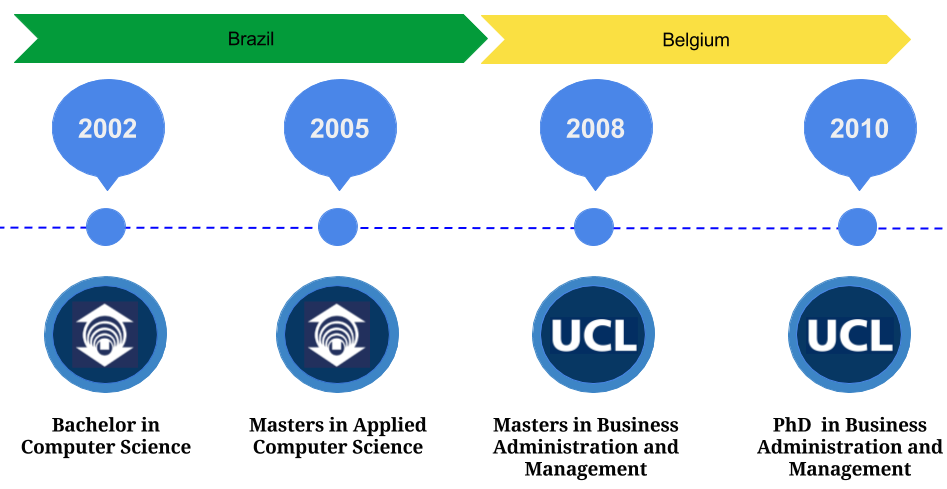 Brazil
Belgium
2002
2005
2008
2010
UCL
UCL
Bachelor in
Computer Science
Masters in Applied
Computer Science
Masters in Business
Administration and
Management
PhD in Business
Administration and
Management